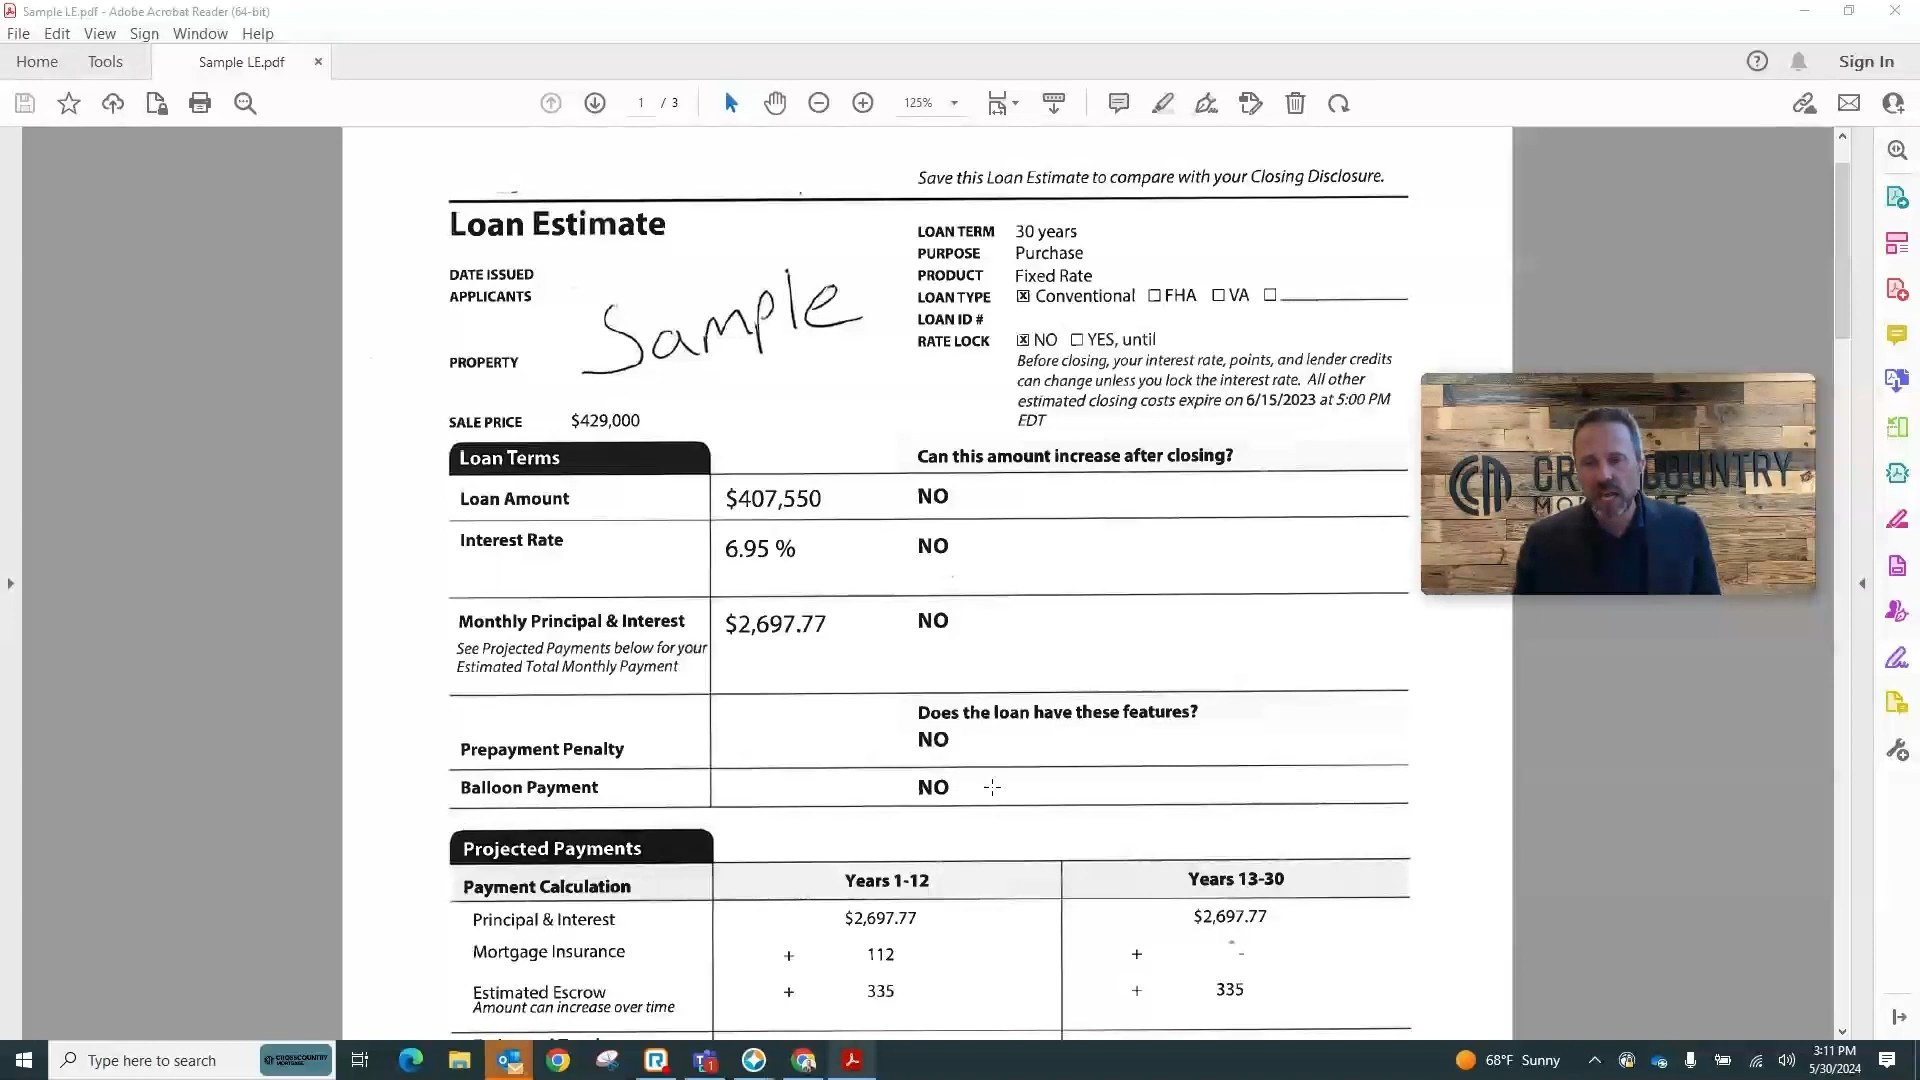 Sample LE.pdf - Adobe Acrobat Reader (64-bit)
File Edit View Sign Window Help
Home Tools Sample LE.pdf × Sign In
1 / 3 125%
Save this Loan Estimate to compare with your Closing Disclosure.
Loan Estimate
DATE ISSUED
APPLICANTS
Sample
PROPERTY
SALE PRICE $429,000
LOAN TERM 30 years
PURPOSE Purchase
PRODUCT Fixed Rate
LOAN TYPE ☒ Conventional ☐ FHA ☐ VA ☐
LOAN ID #
RATE LOCK ☒ NO ☐ YES, until
Before closing, your interest rate, points, and lender credits
can change unless you lock the interest rate. All other
estimated closing costs expire on 6/15/2023 at 5:00 PM
EDT
Loan Terms Can this amount increase after closing?
Loan Amount $407,550 NO
Interest Rate 6.95 % NO
Monthly Principal & Interest $2,697.77 NO
See Projected Payments below for your
Estimated Total Monthly Payment
Does the loan have these features?
Prepayment Penalty NO
Balloon Payment NO
Projected Payments
Payment Calculation Years 1-12 Years 13-30
Principal & Interest $2,697.77 $2,697.77
Mortgage Insurance + 112 + -
Estimated Escrow + 335 + 335
Amount can increase over time
Type here to search
CROSSCOUNTRY
MORTGAGE
68°F Sunny
3:11 PM
5/30/2024